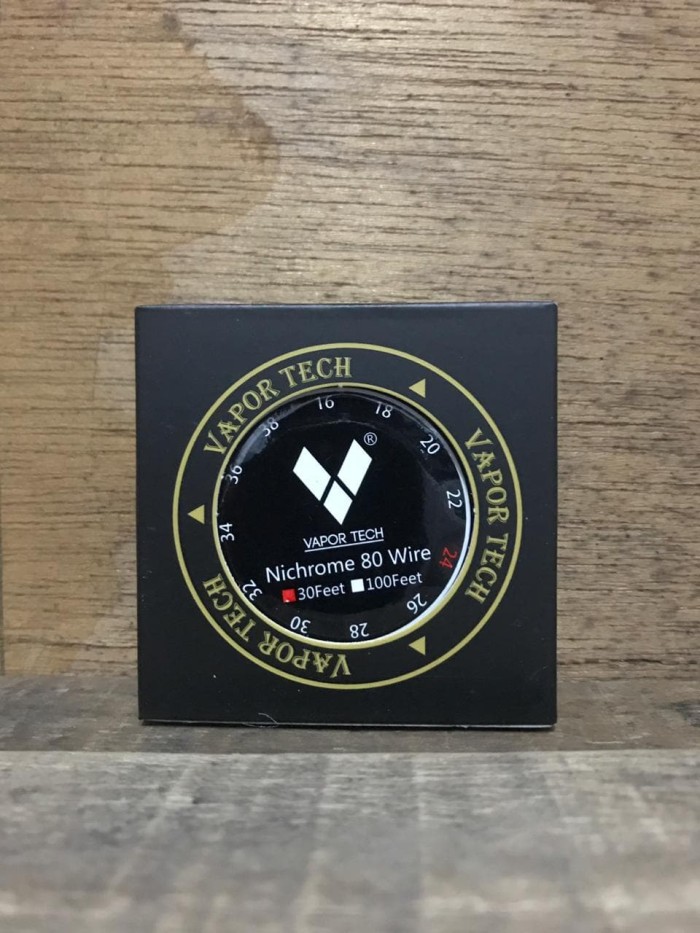 VAPOR TECH
VAPOR TECH
VAPOR TECH
16
18
20
22
24
26
28
30
32
34
36
38
®
VAPOR TECH
Nichrome 80 Wire
30Feet 100Feet